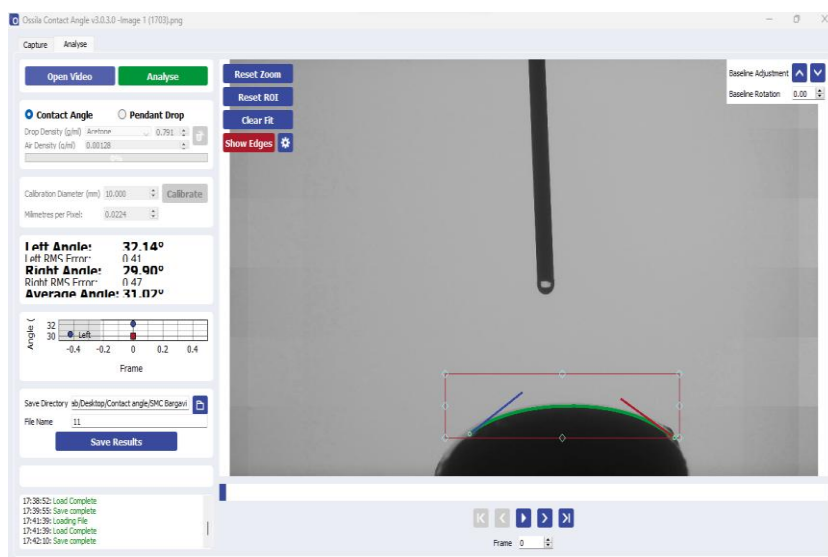 Ossila Contact Angle v3.0.3.0 -Image 1 (1703).png
Capture Analyse
Open Video Analyse
Contact Angle Pendant Drop
Drop Density (g/ml) Acetone 0.791
Air Density (g/ml) 0.00128
0%
Calibration Diameter (mm) 10.000 Calibrate
Milimetres per Pixel: 0.0224
Left Angle: 32.14º
Left RMS Error: 0.41
Right Angle: 29.90º
Right RMS Error: 0.47
Average Angle: 31.02º
Angle (
32
30
Left
-0.4 -0.2 0 0.2 0.4
Frame
Save Directory ab/Desktop/Contact angle/SMC Bargavi
File Name 11
Save Results
17:38:52: Load Complete
17:39:55: Save complete
17:41:39: Loading File
17:41:39: Load Complete
17:42:10: Save complete
Reset Zoom
Reset ROI
Clear Fit
Show Edges
Baseline Adjustment
Baseline Rotation 0.00
Frame 0